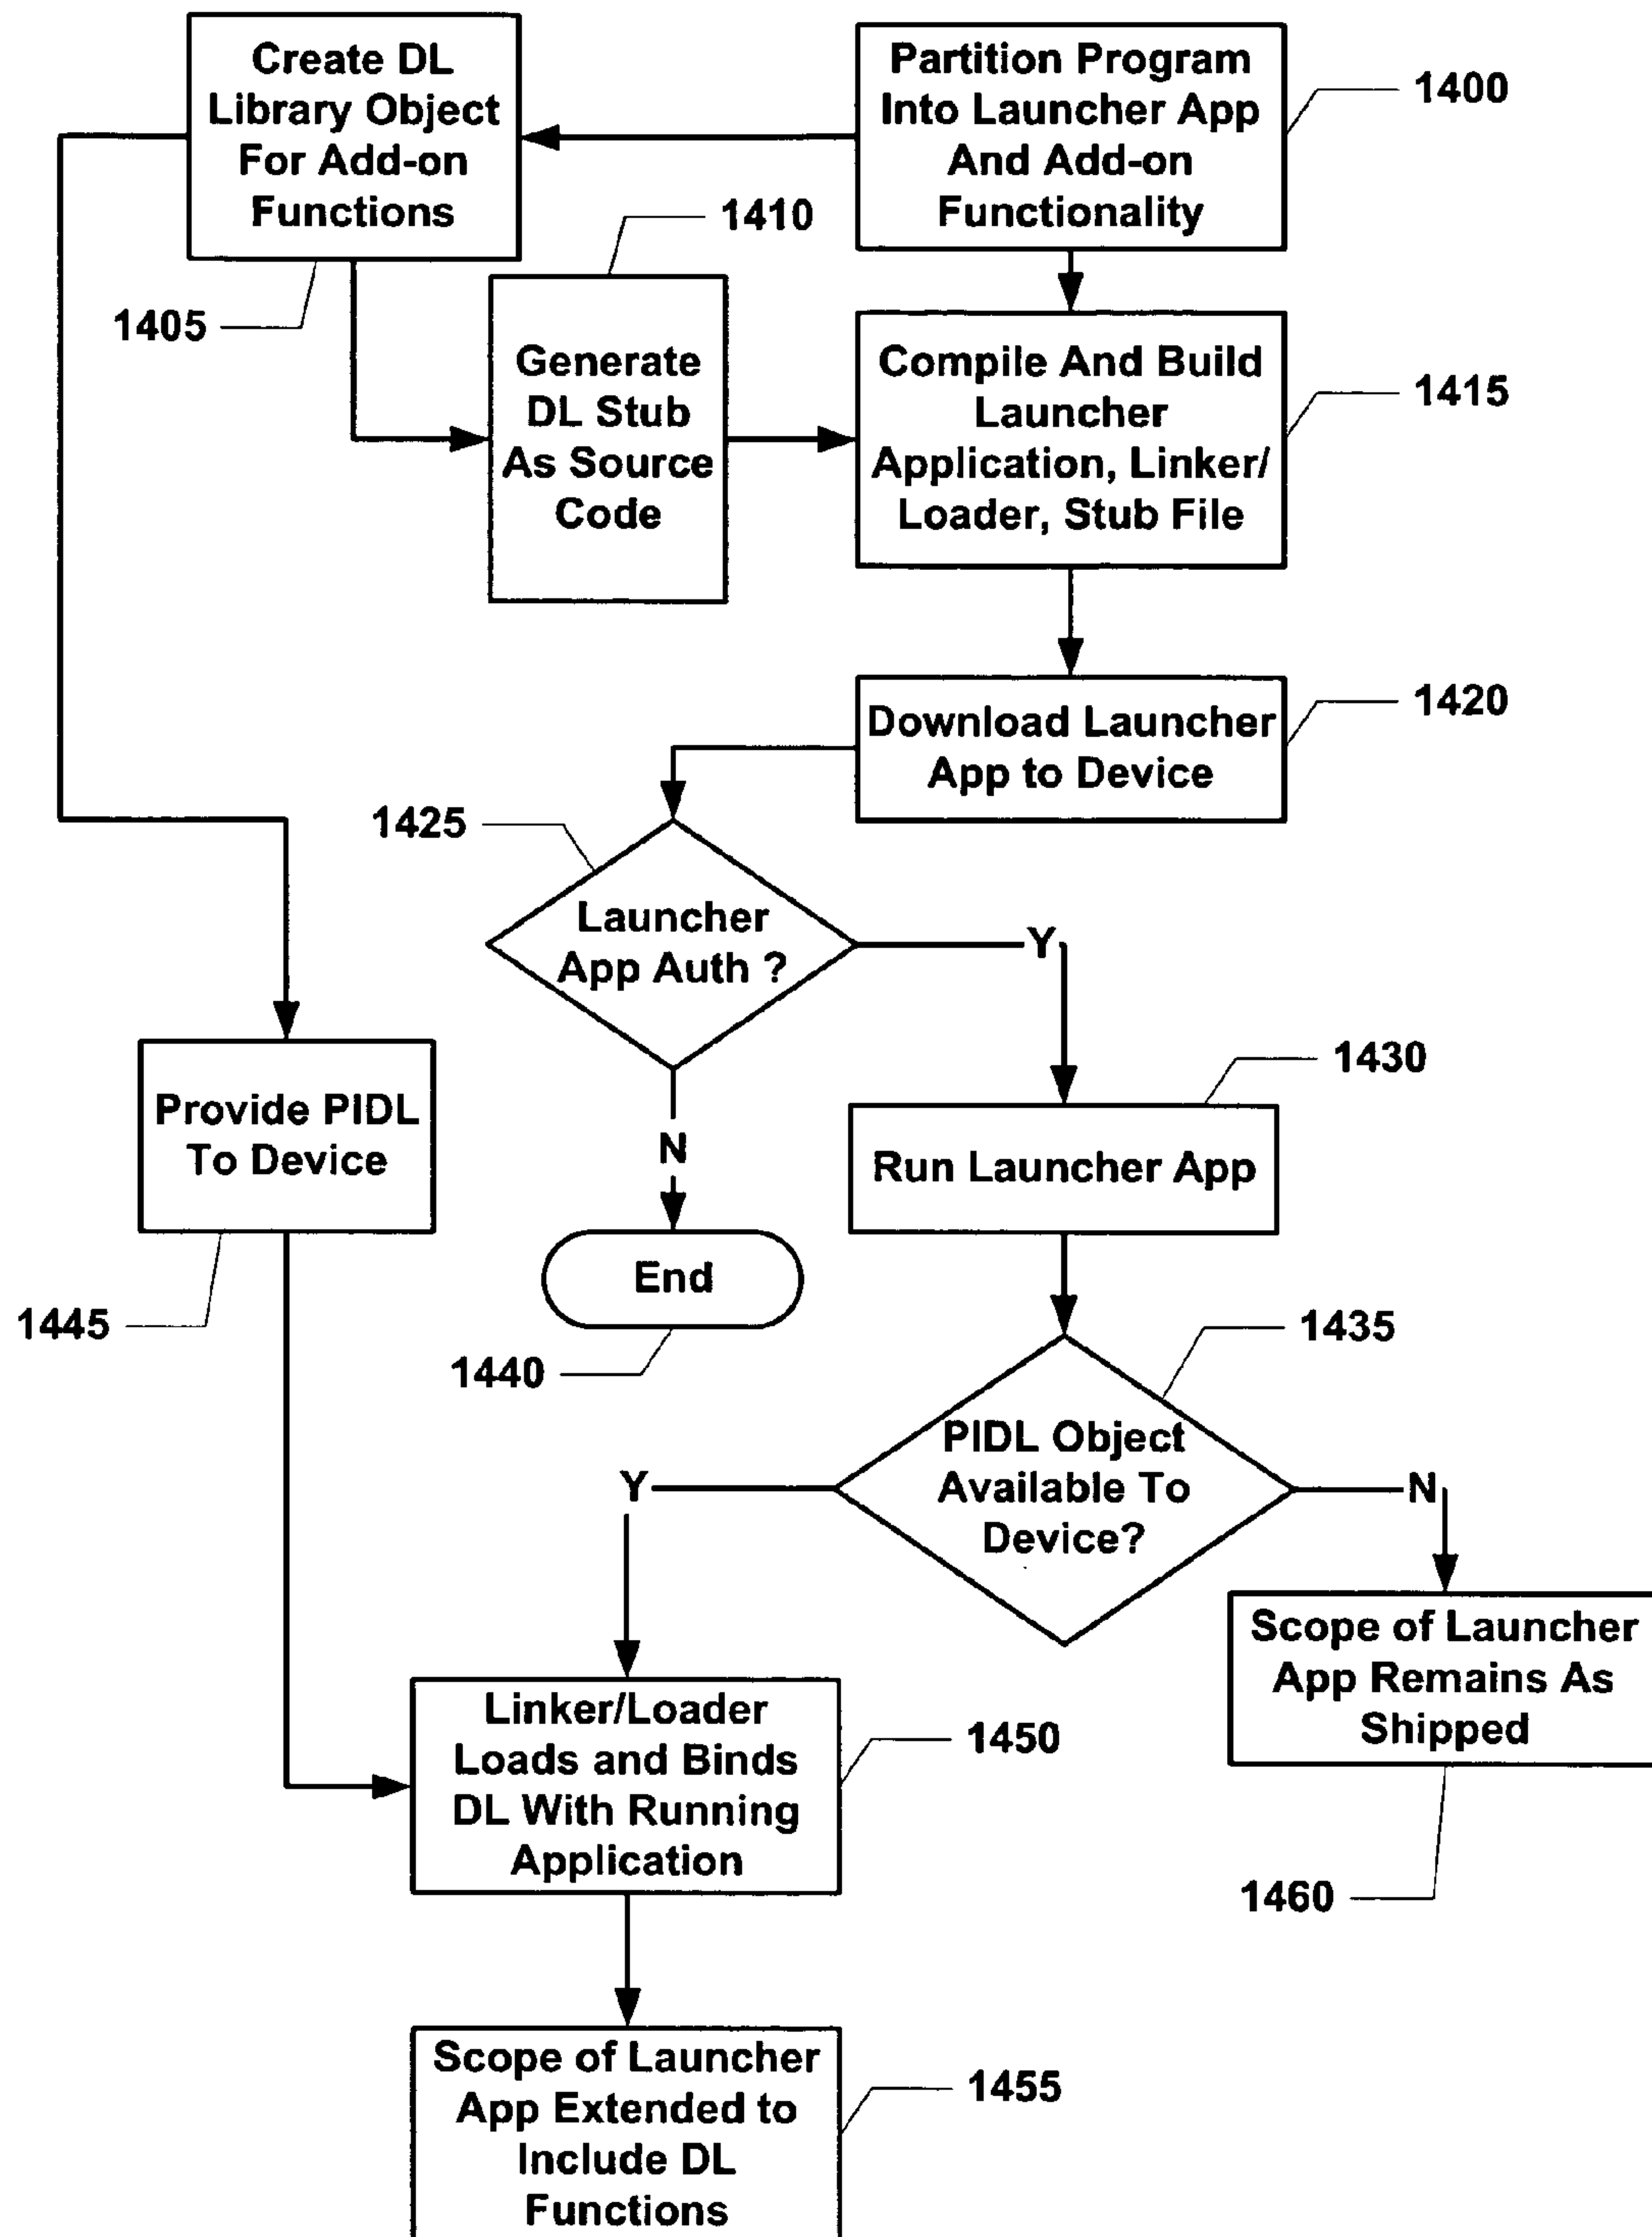 Create DL
Library Object
For Add-on
Functions
Partition Program
Into Launcher App
And Add-on
Functionality
1400
1410
1405
Generate
DL Stub
As Source
Code
Compile And Build
Launcher
Application, Linker/
Loader, Stub File
1415
Download Launcher
App to Device
1420
1425
Launcher
App Auth ?
Y
1430
Provide PIDL
To Device
N
Run Launcher App
End
1445
1440
1435
PIDL Object
Available To
Device?
Y
N
Scope of Launcher
App Remains As
Shipped
Linker/Loader
Loads and Binds
DL With Running
Application
1450
1460
Scope of Launcher
App Extended to
Include DL
Functions
1455